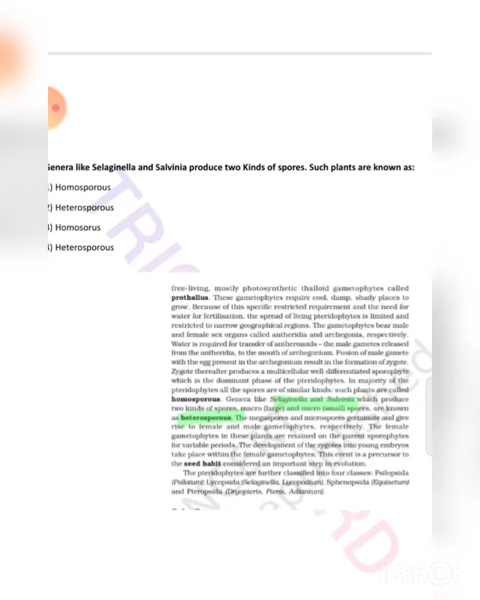 Genera like Selaginella and Salvinia produce two Kinds of spores. Such plants are known as:
1) Homosporous
2) Heterosporous
3) Homosorus
4) Heterosporous
free-living, mostly photosynthetic thalloid gametophytes called
prothallus. These gametophytes require cool, damp, shady places to
grow. Because of this specific restricted requirement and the need for
water for fertilisation, the spread of living pteridophytes is limited and
restricted to narrow geographical regions. The gametophytes bear male
and female sex organs called antheridia and archegonia, respectively.
Water is required for transfer of antherozoids – the male gametes released
from the antheridia, to the mouth of archegonium. Fusion of male gamete
with the egg present in the archegonium result in the formation of zygote.
Zygote thereafter produces a multicellular well-differentiated sporophyte
which is the dominant phase of the pteridophytes. In majority of the
pteridophytes all the spores are of similar kinds; such plants are called
homosporous. Genera like Selaginella and Salvinia which produce
two kinds of spores, macro (large) and micro (small) spores, are known
as heterosporous. The megaspores and microspores germinate and give
rise to female and male gametophytes, respectively. The female
gametophytes in these plants are retained on the parent sporophytes
for variable periods. The development of the zygotes into young embryos
take place within the female gametophytes. This event is a precursor to
the seed habit considered an important step in evolution.
The pteridophytes are further classified into four classes: Psilopsida
(Psilotum); Lycopsida (Selaginella, Lycopodium), Sphenopsida (Equisetum)
and Pteropsida (Dryopteris, Pteris, Adiantum).